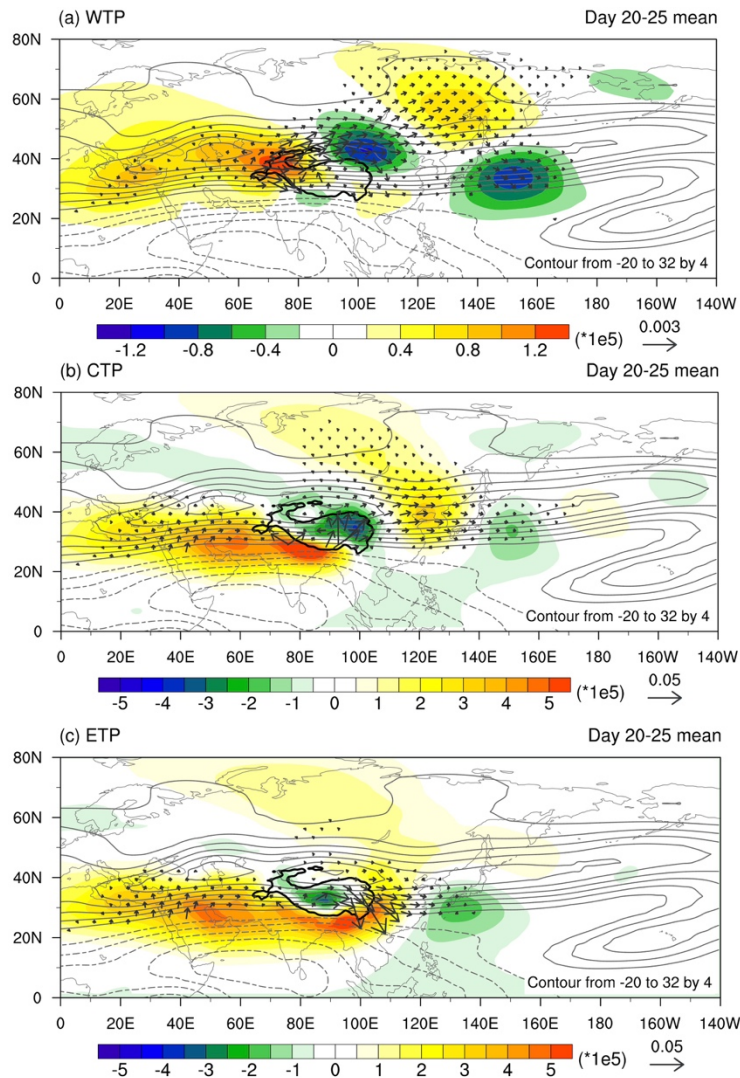 (a) WTP Day 20-25 mean
80N
60N
40N
20N
0
Contour from -20 to 32 by 4
0 20E 40E 60E 80E 100E 120E 140E 160E 180 160W 140W
-1.2 -0.8 -0.4 0 0.4 0.8 1.2 (*1e5) 0.003
(b) CTP Day 20-25 mean
80N
60N
40N
20N
0
Contour from -20 to 32 by 4
0 20E 40E 60E 80E 100E 120E 140E 160E 180 160W 140W
-5 -4 -3 -2 -1 0 1 2 3 4 5 (*1e5) 0.05
(c) ETP Day 20-25 mean
80N
60N
40N
20N
0
Contour from -20 to 32 by 4
0 20E 40E 60E 80E 100E 120E 140E 160E 180 160W 140W
-5 -4 -3 -2 -1 0 1 2 3 4 5 (*1e5) 0.05